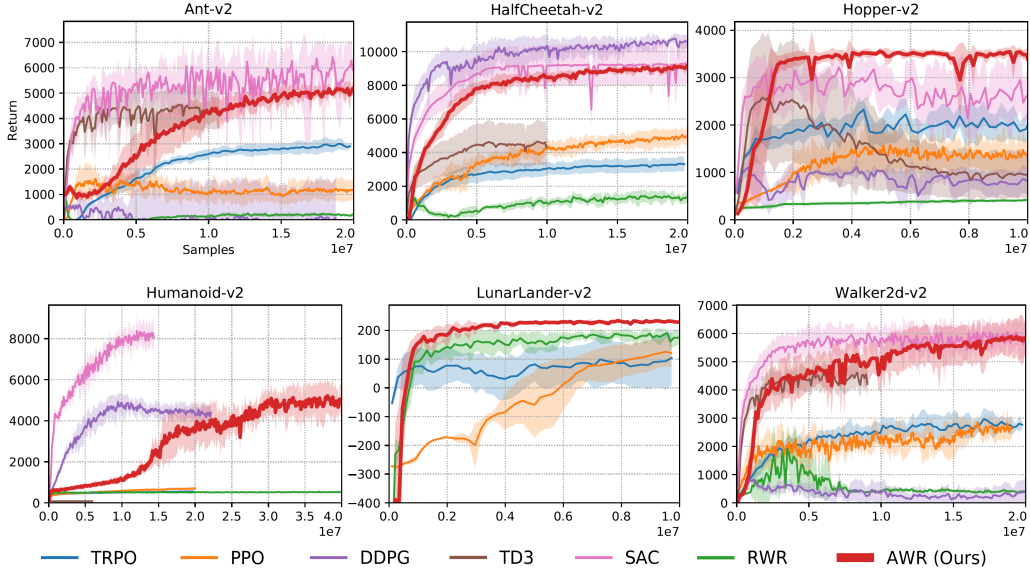 Ant-v2
HalfCheetah-v2
Hopper-v2
Return
7000
6000
5000
4000
3000
2000
1000
0
0.0 0.5 1.0 1.5 2.0
Samples
1e7
10000
8000
6000
4000
2000
0
0.0 0.5 1.0 1.5 2.0
1e7
4000
3000
2000
1000
0
0.0 0.2 0.4 0.6 0.8 1.0
1e7
Humanoid-v2
LunarLander-v2
Walker2d-v2
8000
6000
4000
2000
0
0.0 0.5 1.0 1.5 2.0 2.5 3.0 3.5 4.0
1e7
200
100
0
−100
−200
−300
−400
0.0 0.2 0.4 0.6 0.8 1.0
1e7
7000
6000
5000
4000
3000
2000
1000
0
0.0 0.5 1.0 1.5 2.0
1e7
TRPO PPO DDPG TD3 SAC RWR AWR (Ours)